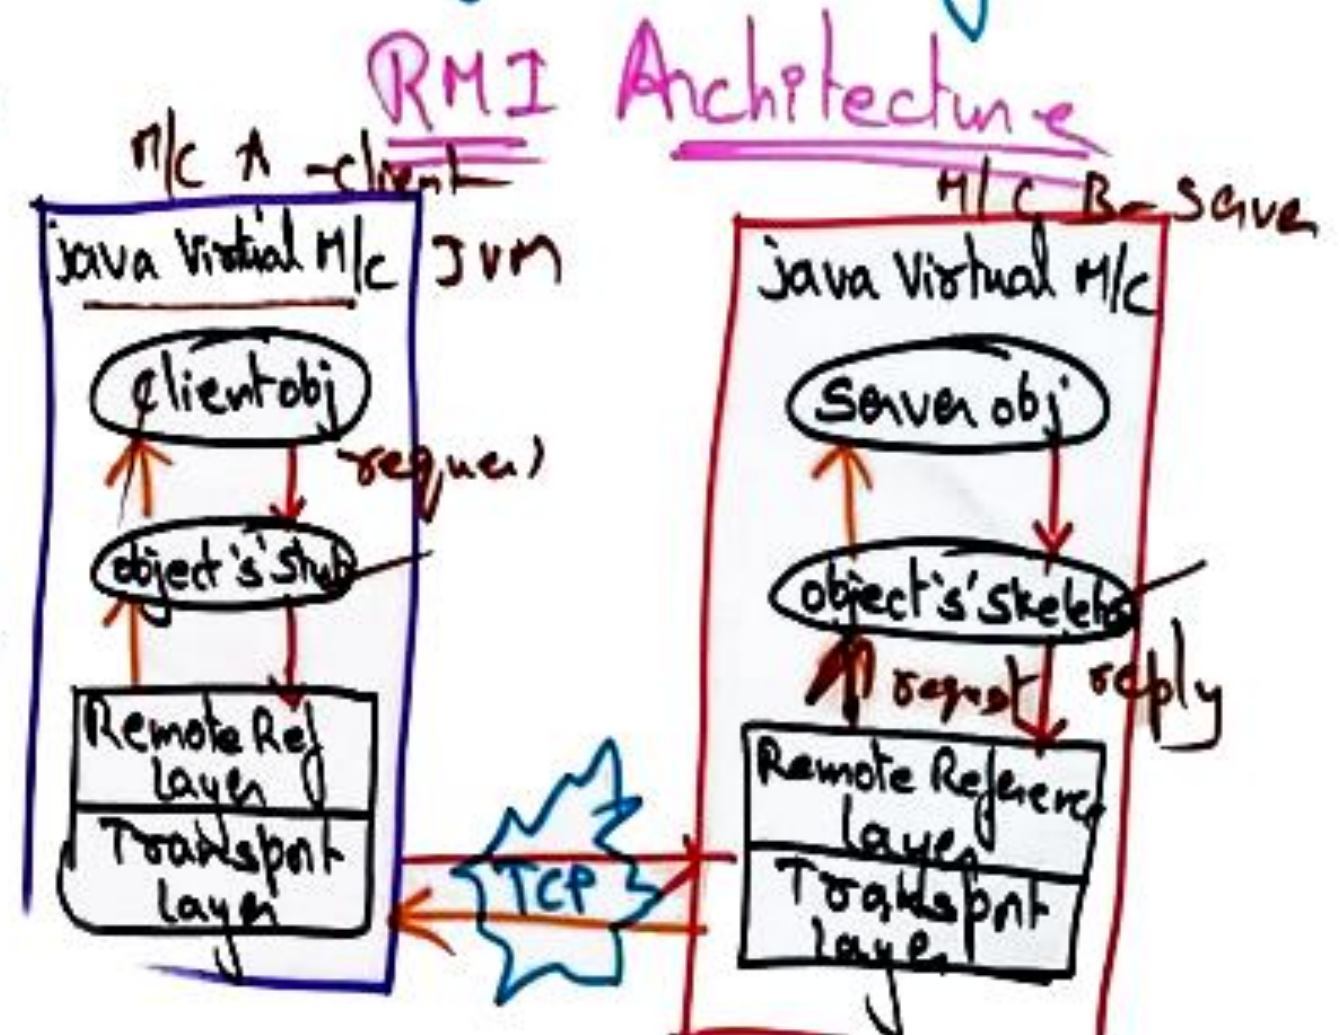 RMI Architecture
M/C A - client
M/C B - Server
java Virtual M/C
JVM
java Virtual M/C
Client obj
Server obj
request
object's' stub
object's' skeleton
request
reply
Remote Ref
Layer
Remote Reference
Layer
Transport
Layer
TCP
Transport
Layer